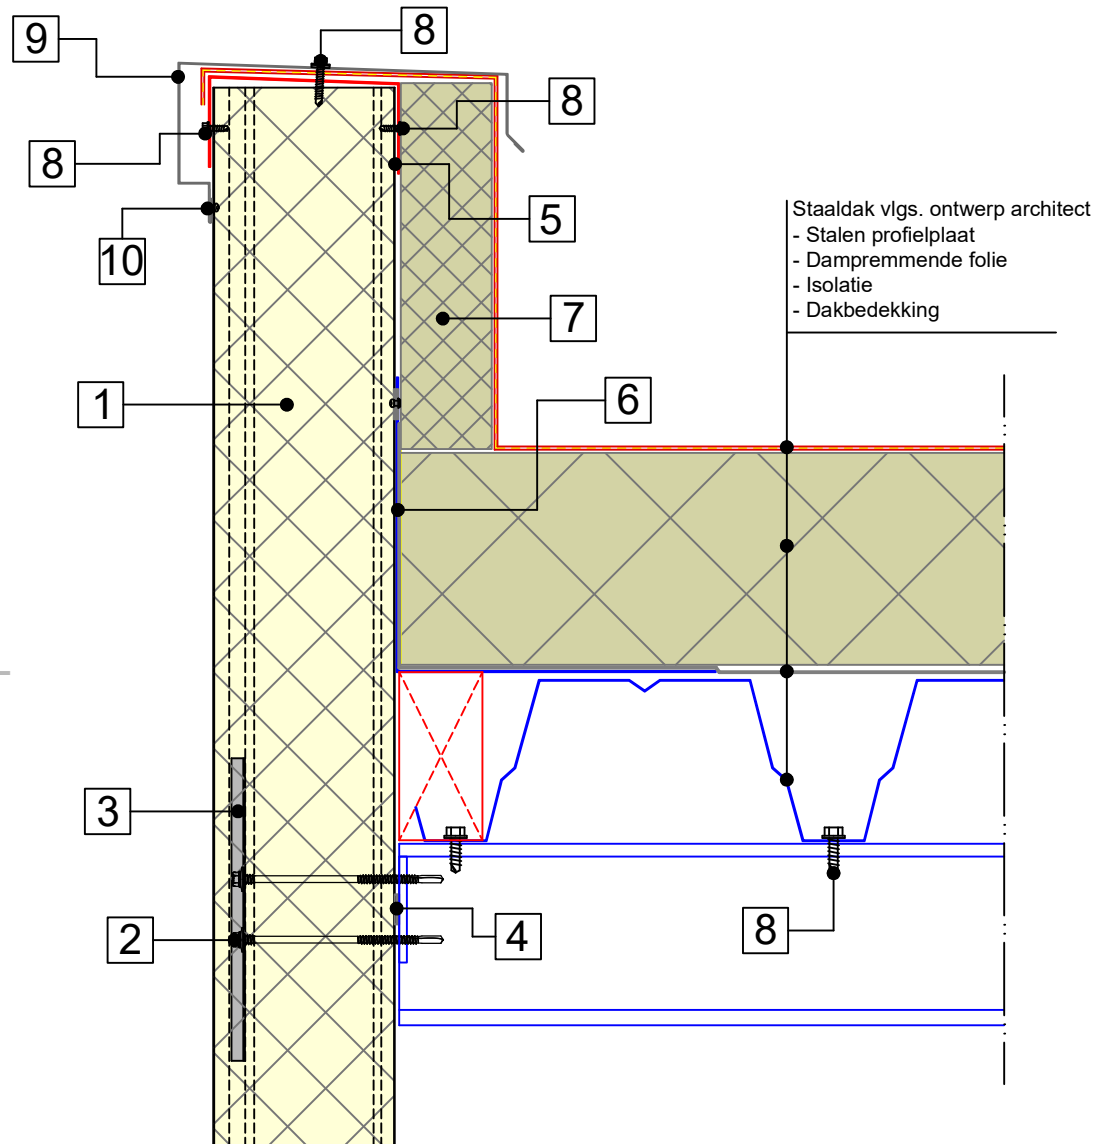 9
8
8
8
5
10
Staaldak vlgs. ontwerp architect
- Stalen profielplaat
- Dampremmende folie
- Isolatie
- Dakbedekking
7
1
6
3
2
4
8